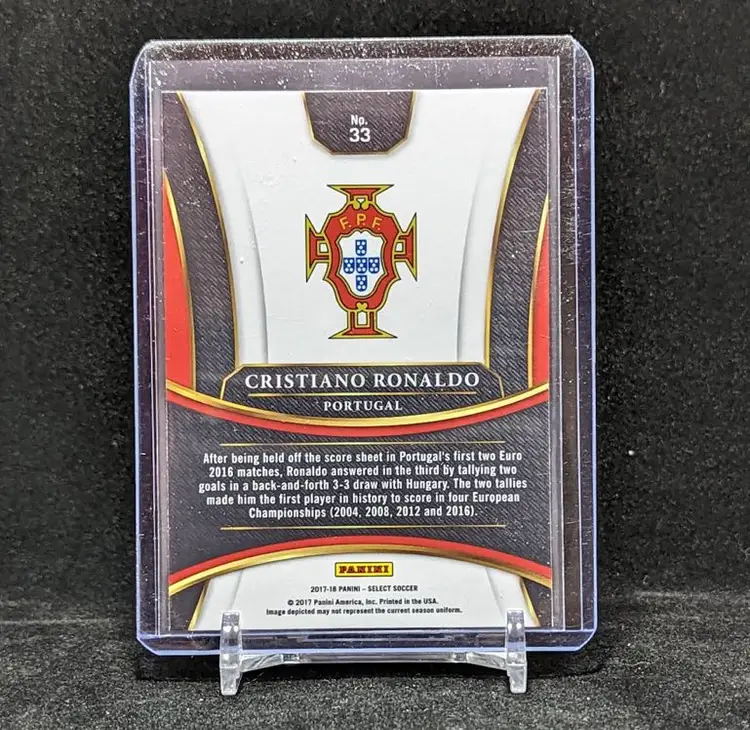 No.
33
F.P.F.
CRISTIANO RONALDO
PORTUGAL
After being held off the score sheet in Portugal's first two Euro
2016 matches, Ronaldo answered in the third by tallying two
goals in a back-and-forth 3-3 draw with Hungary. The two tallies
made him the first player in history to score in four European
Championships (2004, 2008, 2012 and 2016).
PANINI
2017-18 PANINI – SELECT SOCCER
© 2017 Panini America, Inc. Printed in the USA.
Image depicted may not represent the current season uniform.